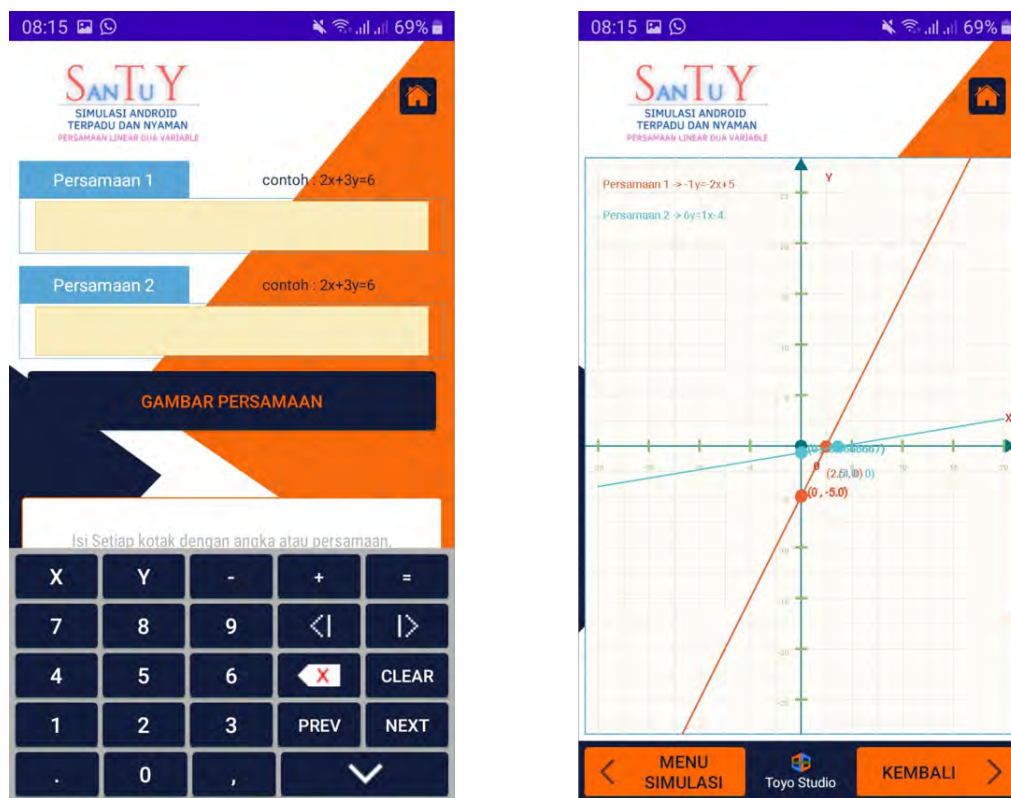 08:15 69%
SANTUY
SIMULASI ANDROID
TERPADU DAN NYAMAN
PERSAMAAN LINEAR DUA VARIABLE
Persamaan 1 contoh : 2x+3y=6
Persamaan 2 contoh : 2x+3y=6
GAMBAR PERSAMAAN
Isi Setiap kotak dengan angka atau persamaan,
X Y - + =
7 8 9 <| |>
4 5 6 X CLEAR
1 2 3 PREV NEXT
. 0 ,
08:15 69%
SANTUY
SIMULASI ANDROID
TERPADU DAN NYAMAN
PERSAMAAN LINEAR DUA VARIABLE
Y
Persamaan 1 -> -1y=-2x+5
Persamaan 2 -> 6y=1x-4
10
X
0
(0 , -5.0)
MENU
SIMULASI
Toyo Studio
KEMBALI